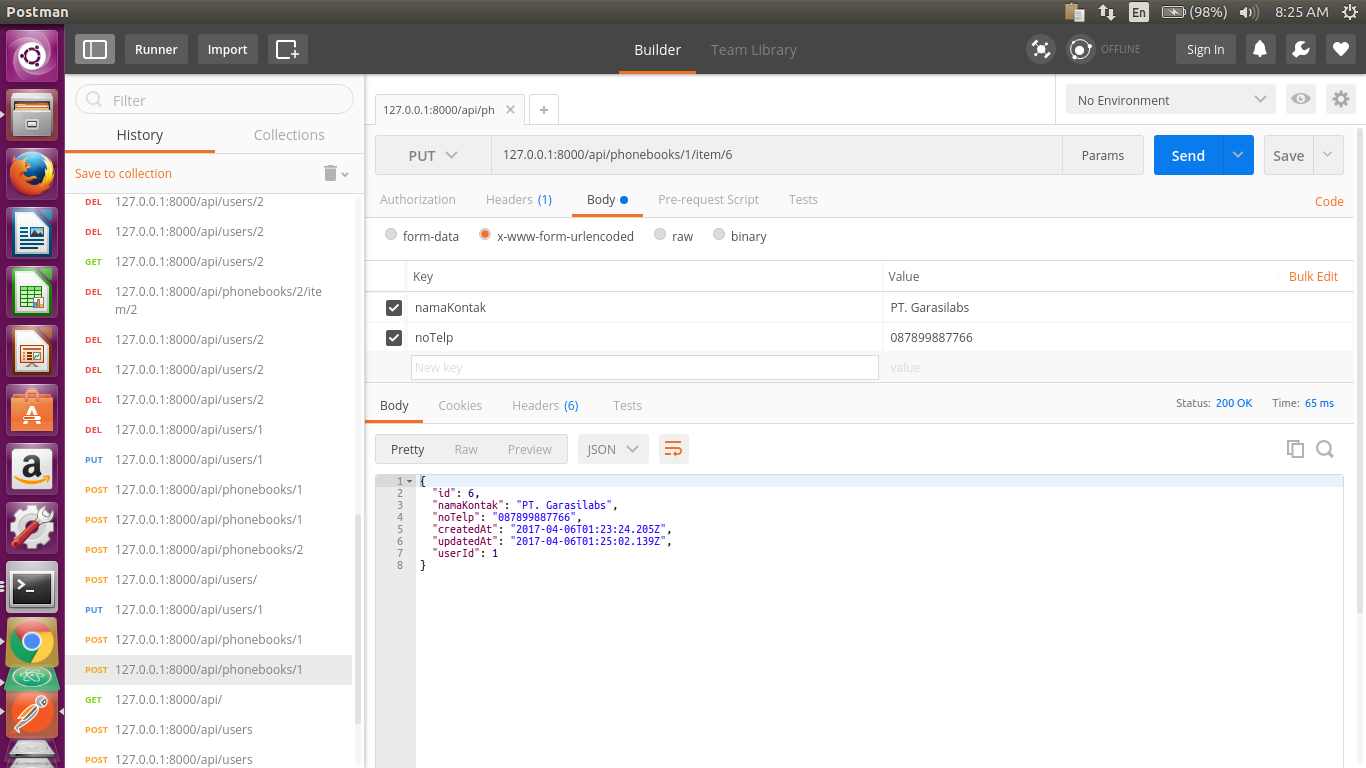 Postman
En
(98%)
8:25 AM
Runner
Import
Builder
Team Library
OFFLINE
Sign In
Filter
History
Collections
Save to collection
DEL 127.0.0.1:8000/api/users/2
DEL 127.0.0.1:8000/api/users/2
GET 127.0.0.1:8000/api/users/2
DEL 127.0.0.1:8000/api/phonebooks/2/ite
m/2
DEL 127.0.0.1:8000/api/users/2
DEL 127.0.0.1:8000/api/users/2
DEL 127.0.0.1:8000/api/users/2
DEL 127.0.0.1:8000/api/users/1
PUT 127.0.0.1:8000/api/users/1
POST 127.0.0.1:8000/api/phonebooks/1
POST 127.0.0.1:8000/api/phonebooks/1
POST 127.0.0.1:8000/api/phonebooks/2
POST 127.0.0.1:8000/api/users/
PUT 127.0.0.1:8000/api/users/1
POST 127.0.0.1:8000/api/phonebooks/1
POST 127.0.0.1:8000/api/phonebooks/1
GET 127.0.0.1:8000/api/
POST 127.0.0.1:8000/api/users
POST 127.0.0.1:8000/api/users
127.0.0.1:8000/api/ph
No Environment
PUT 127.0.0.1:8000/api/phonebooks/1/item/6 Params Send Save
Authorization Headers (1) Body Pre-request Script Tests Code
form-data x-www-form-urlencoded raw binary
Key Value Bulk Edit
namaKontak PT. Garasilabs
noTelp 087899887766
New key value
Body Cookies Headers (6) Tests Status: 200 OK Time: 65 ms
Pretty Raw Preview JSON
1 {
2 "id": 6,
3 "namaKontak": "PT. Garasilabs",
4 "noTelp": "087899887766",
5 "createdAt": "2017-04-06T01:23:24.205Z",
6 "updatedAt": "2017-04-06T01:25:02.139Z",
7 "userId": 1
8 }